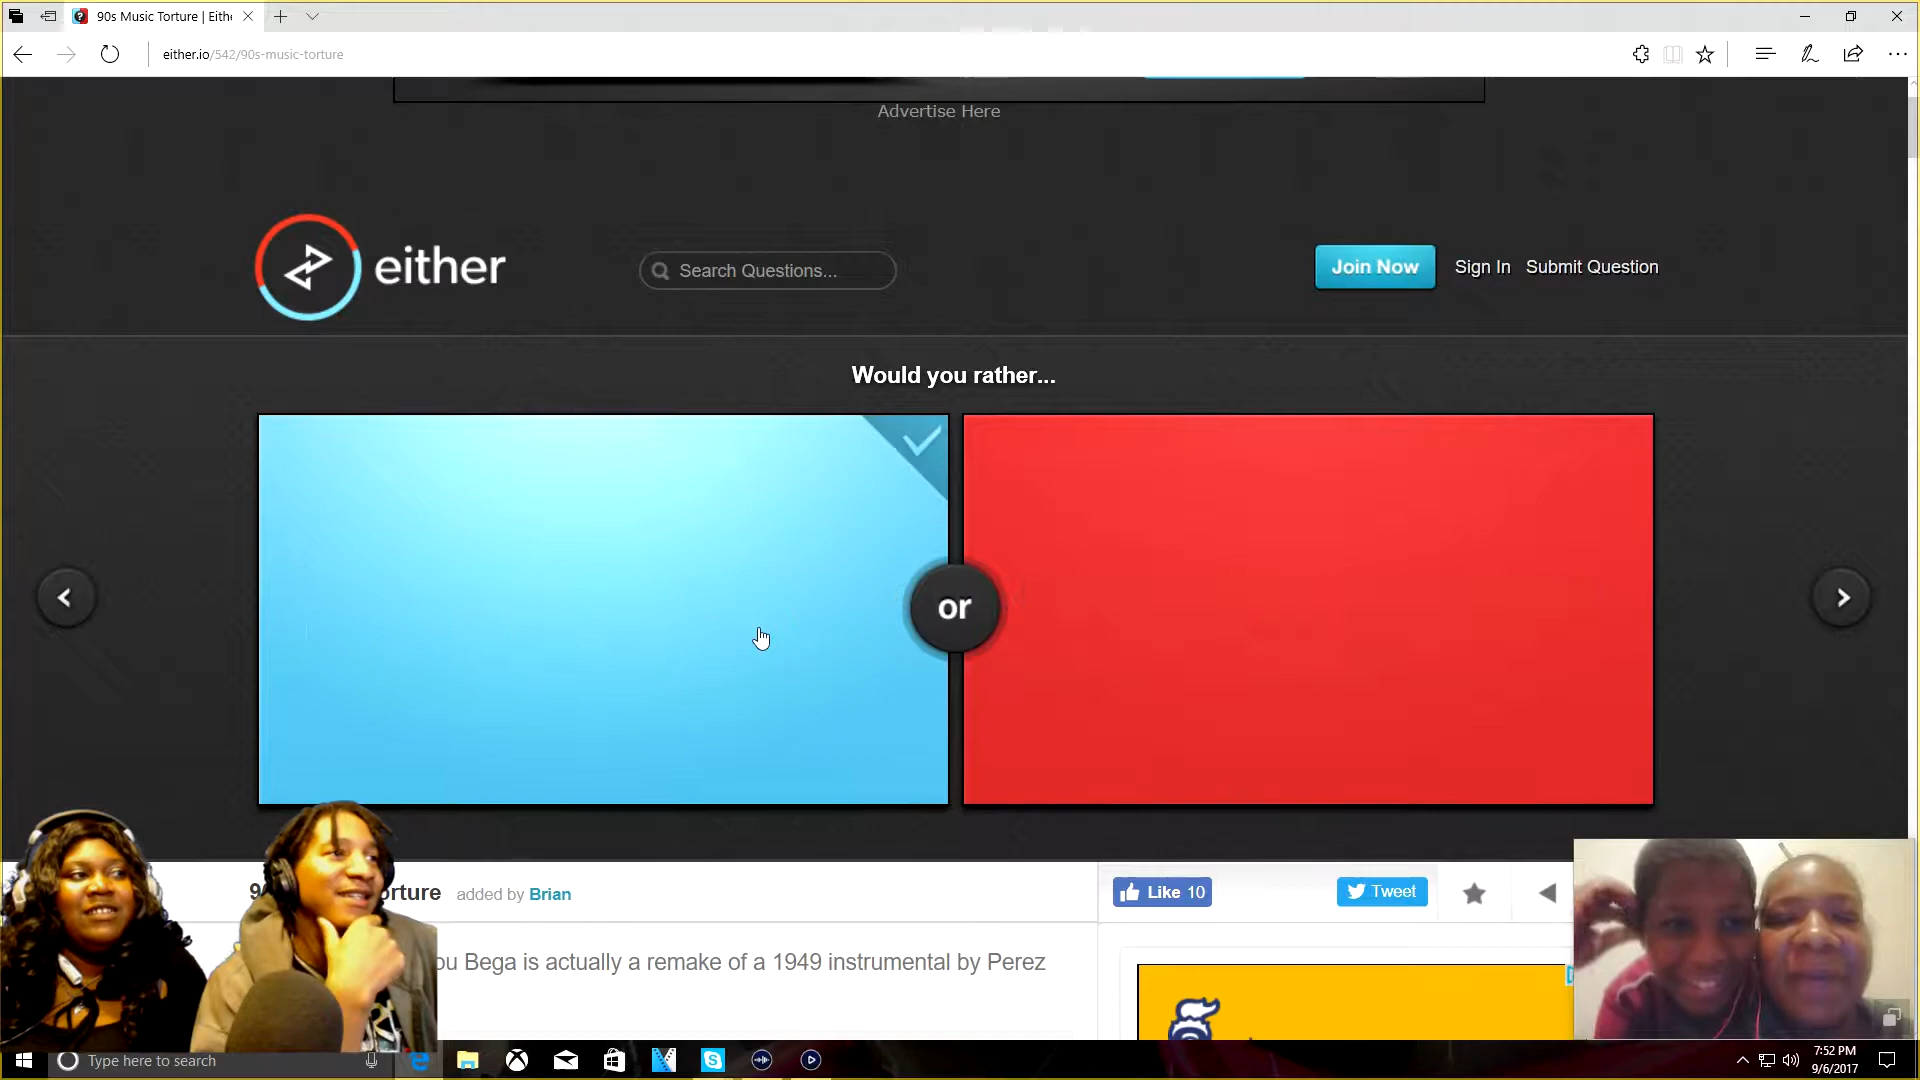 90s Music Torture | Eithe
either.io/542/90s-music-torture
Advertise Here
either
Search Questions...
Join Now
Sign In
Submit Question
Would you rather...
or
orture added by Brian
Like 10
Tweet
ou Bega is actually a remake of a 1949 instrumental by Perez
Type here to search
7:52 PM
9/6/2017